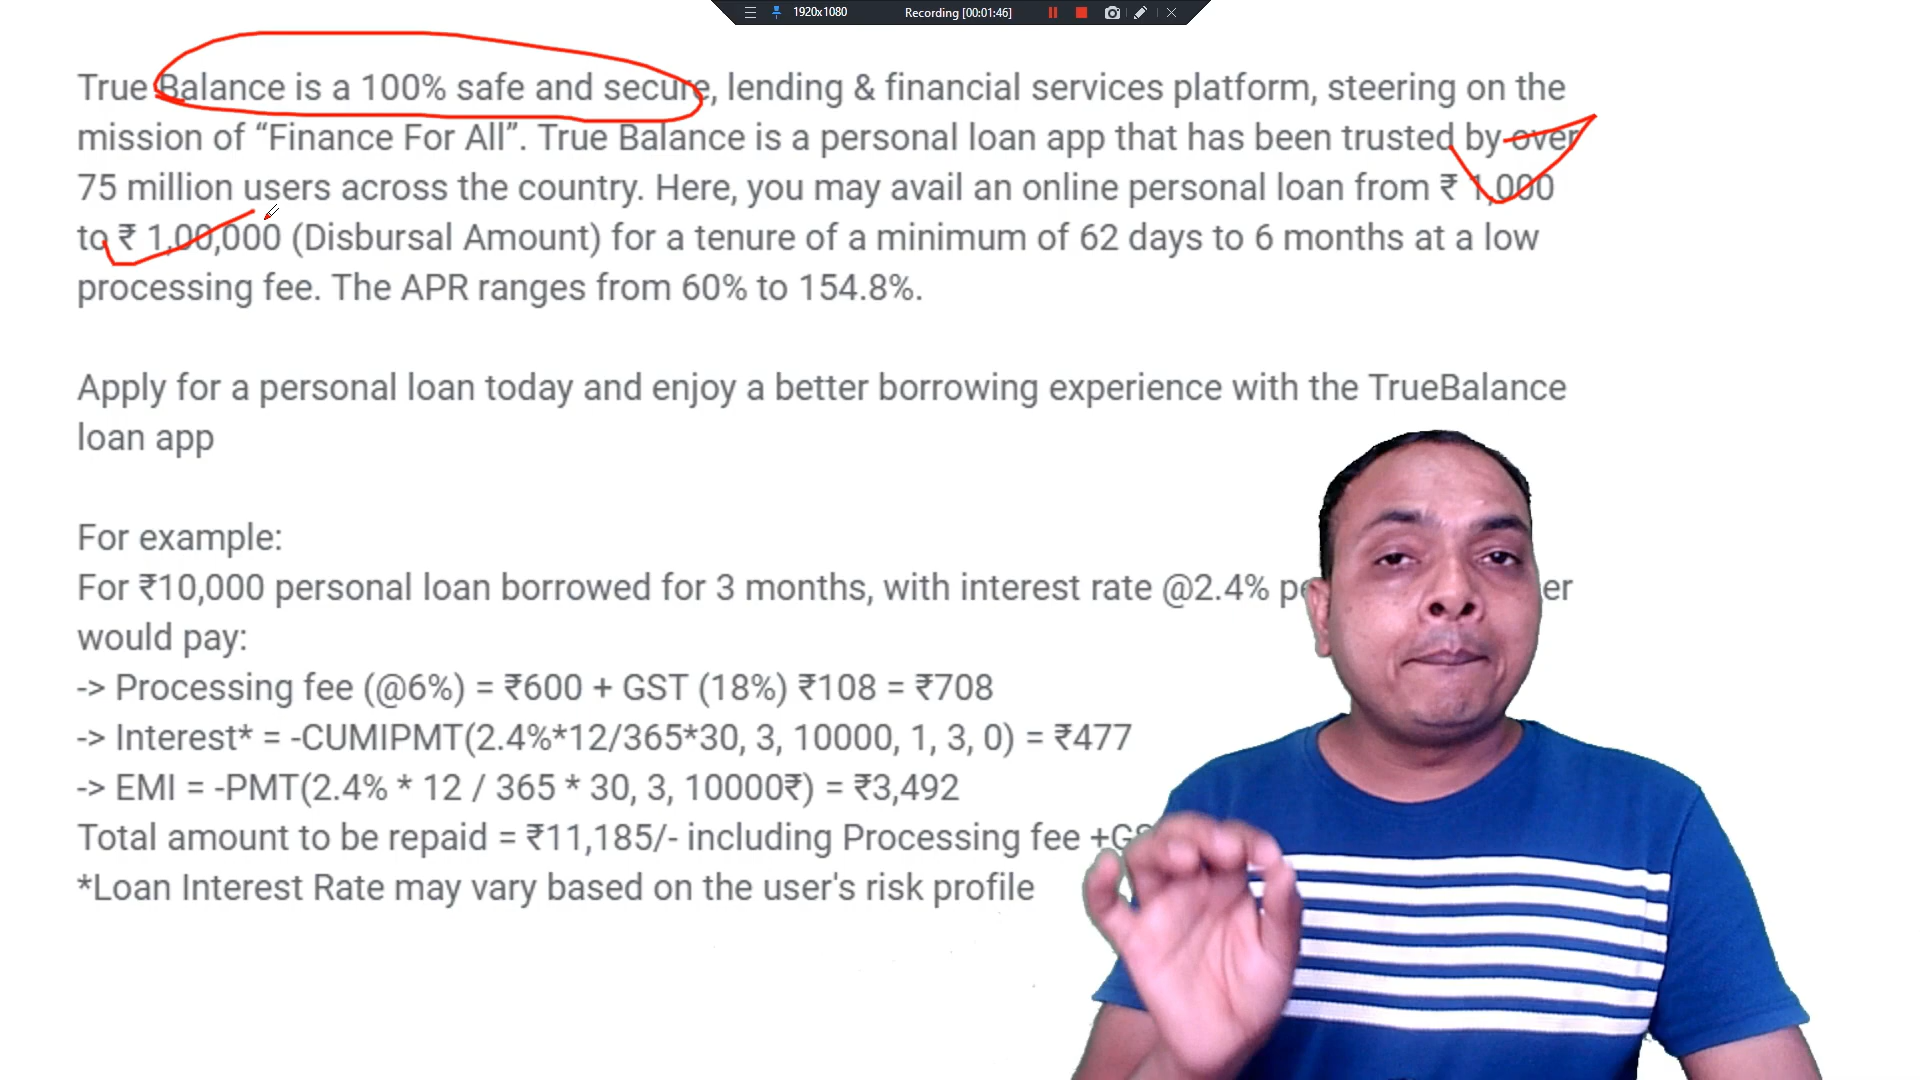 1920x1080 Recording [00:01:46]
True Balance is a 100% safe and secure, lending & financial services platform, steering on the
mission of “Finance For All”. True Balance is a personal loan app that has been trusted by over
75 million users across the country. Here, you may avail an online personal loan from ₹ 1,000
to ₹ 1,00,000 (Disbursal Amount) for a tenure of a minimum of 62 days to 6 months at a low
processing fee. The APR ranges from 60% to 154.8%.
Apply for a personal loan today and enjoy a better borrowing experience with the TrueBalance
loan app
For example:
For ₹10,000 personal loan borrowed for 3 months, with interest rate @2.4%
would pay:
-> Processing fee (@6%) = ₹600 + GST (18%) ₹108 = ₹708
-> Interest* = -CUMIPMT(2.4%*12/365*30, 3, 10000, 1, 3, 0) = ₹477
-> EMI = -PMT(2.4% * 12 / 365 * 30, 3, 10000₹) = ₹3,492
Total amount to be repaid = ₹11,185/- including Processing fee
*Loan Interest Rate may vary based on the user's risk profile